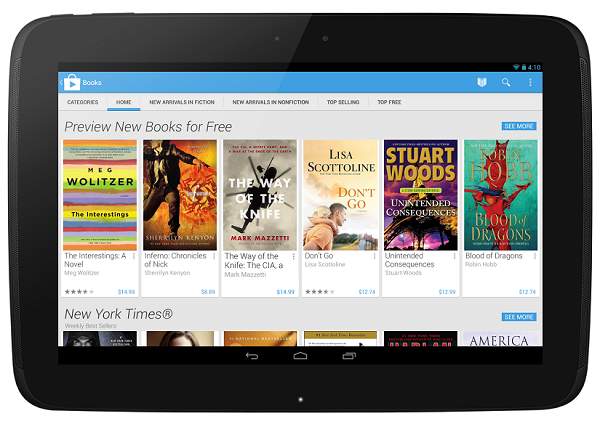 4:10
Books
CATEGORIES
HOME
NEW ARRIVALS IN FICTION
NEW ARRIVALS IN NONFICTION
TOP SELLING
TOP FREE
Preview New Books for Free
SEE MORE
MEG
WOLITZER
The Interestings
THE WAY
OF THE
KNIFE
MARK MAZZETTI
LISA
SCOTTOLINE
DON'T
GO
STUART
WOODS
UNINTENDED
CONSEQUENCES
ROBIN
HOBB
Blood of
DRAGONS
The Interestings: A
Novel
Meg Wolitzer
$14.99
Inferno: Chronicles
of Nick
Sherrilyn Kenyon
$8.89
The Way of the
Knife: The CIA, a
Mark Mazzetti
$14.99
Don't Go
Lisa Scottoline
$12.74
Unintended
Consequences
Stuart Woods
$12.74
Blood of Dragons
Robin Hobb
$12.74
New York Times®
Weekly Best Sellers
SEE MORE
#1 NATIONAL BESTSELLER
AMERICA